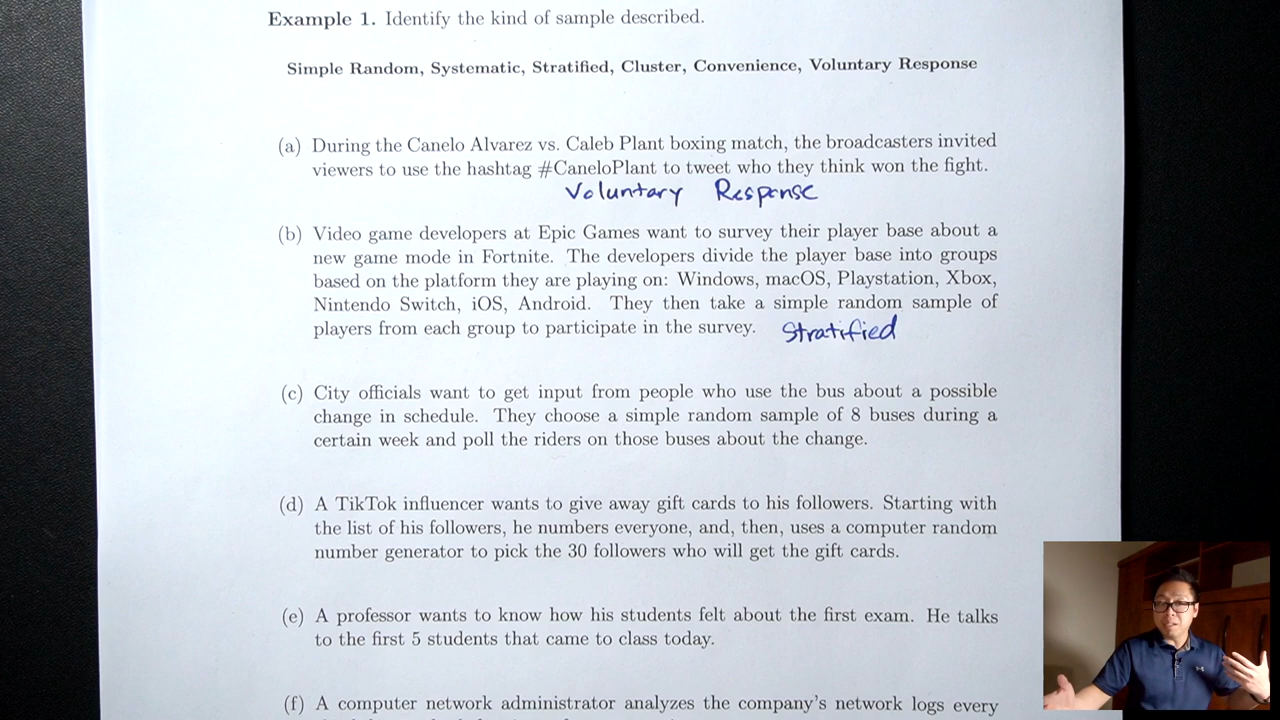 Example 1. Identify the kind of sample described.
Simple Random, Systematic, Stratified, Cluster, Convenience, Voluntary Response
(a) During the Canelo Alvarez vs. Caleb Plant boxing match, the broadcasters invited
viewers to use the hashtag #CaneloPlant to tweet who they think won the fight.
Voluntary Response
(b) Video game developers at Epic Games want to survey their player base about a
new game mode in Fortnite. The developers divide the player base into groups
based on the platform they are playing on: Windows, macOS, Playstation, Xbox,
Nintendo Switch, iOS, Android. They then take a simple random sample of
players from each group to participate in the survey. Stratified
(c) City officials want to get input from people who use the bus about a possible
change in schedule. They choose a simple random sample of 8 buses during a
certain week and poll the riders on those buses about the change.
(d) A TikTok influencer wants to give away gift cards to his followers. Starting with
the list of his followers, he numbers everyone, and, then, uses a computer random
number generator to pick the 30 followers who will get the gift cards.
(e) A professor wants to know how his students felt about the first exam. He talks
to the first 5 students that came to class today.
(f) A computer network administrator analyzes the company's network logs every